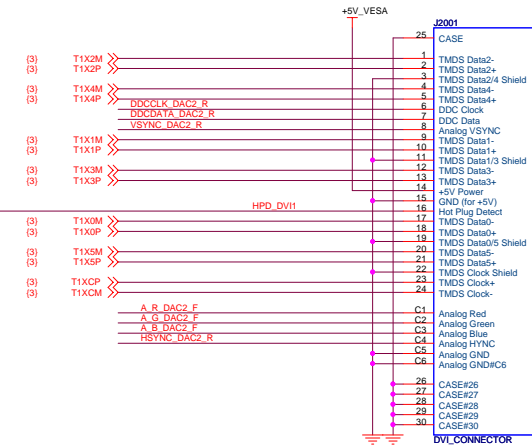 +5V_VESA
J2001
25 CASE
{3} T1X2M 1 TMDS Data2-
{3} T1X2P 2 TMDS Data2+
3 TMDS Data2/4 Shield
{3} T1X4M 4 TMDS Data4-
{3} T1X4P 5 TMDS Data4+
DDCCLK_DAC2_R 6 DDC Clock
DDCDATA_DAC2_R 7 DDC Data
VSYNC_DAC2_R 8 Analog VSYNC
{3} T1X1M 9 TMDS Data1-
{3} T1X1P 10 TMDS Data1+
11 TMDS Data1/3 Shield
{3} T1X3M 12 TMDS Data3-
{3} T1X3P 13 TMDS Data3+
14 +5V Power
15 GND (for +5V)
HPD_DVI1 16 Hot Plug Detect
{3} T1X0M 17 TMDS Data0-
{3} T1X0P 18 TMDS Data0+
19 TMDS Data0/5 Shield
{3} T1X5M 20 TMDS Data5-
{3} T1X5P 21 TMDS Data5+
22 TMDS Clock Shield
{3} T1XCP 23 TMDS Clock+
{3} T1XCM 24 TMDS Clock-
A_R_DAC2_F C1 Analog Red
A_G_DAC2_F C2 Analog Green
A_B_DAC2_F C3 Analog Blue
HSYNC_DAC2_R C4 Analog HYNC
C5 Analog GND
C6 Analog GND#C6
26 CASE#26
27 CASE#27
28 CASE#28
29 CASE#29
30 CASE#30
DVI_CONNECTOR